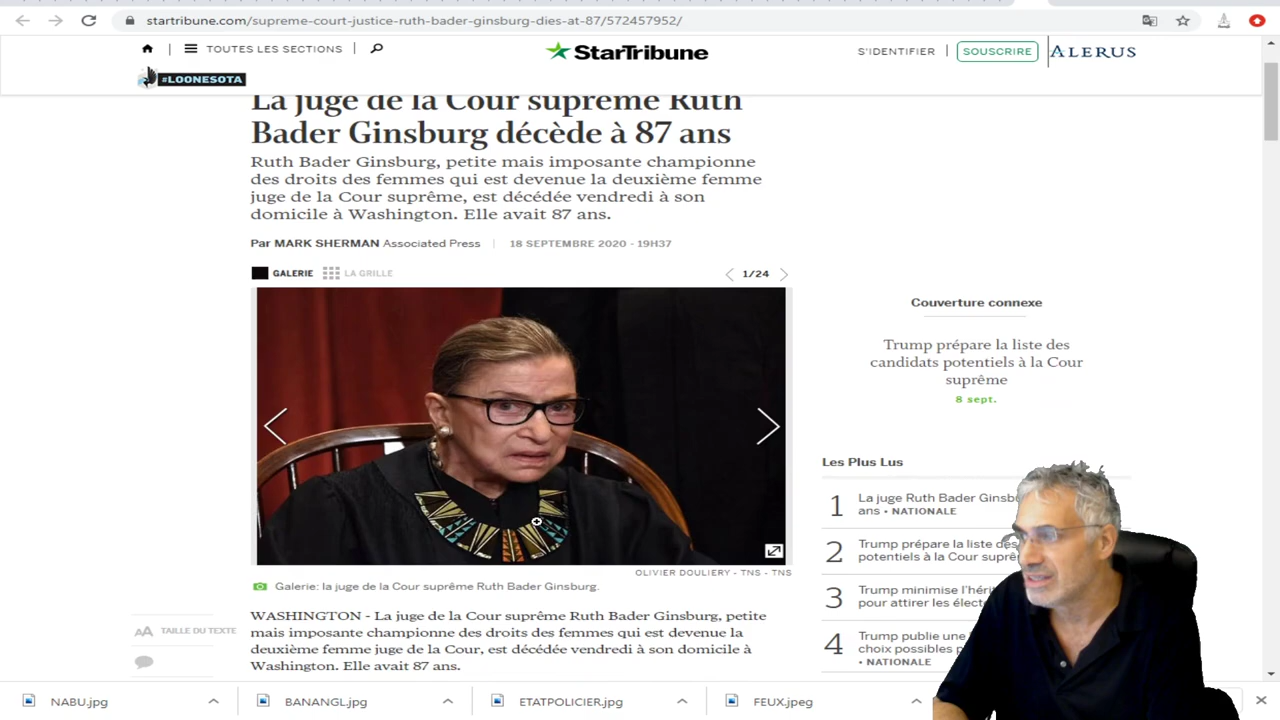 startribune.com/supreme-court-justice-ruth-bader-ginsburg-dies-at-87/572457952/
TOUTES LES SECTIONS
StarTribune
S'IDENTIFIER
SOUSCRIRE
ALERUS
#LOONESOTA
La juge de la Cour suprême Ruth
Bader Ginsburg décède à 87 ans
Ruth Bader Ginsburg, petite mais imposante championne
des droits des femmes qui est devenue la deuxième femme
juge de la Cour suprême, est décédée vendredi à son
domicile à Washington. Elle avait 87 ans.
Par MARK SHERMAN Associated Press | 18 SEPTEMBRE 2020 - 19H37
GALERIE LA GRILLE 1/24
OLIVIER DOULIERY - TNS - TNS
Galerie: la juge de la Cour suprême Ruth Bader Ginsburg.
TAILLE DU TEXTE
WASHINGTON - La juge de la Cour suprême Ruth Bader Ginsburg, petite
mais imposante championne des droits des femmes qui est devenue la
deuxième femme juge de la Cour, est décédée vendredi à son domicile à
Washington. Elle avait 87 ans.
Couverture connexe
Trump prépare la liste des
candidats potentiels à la Cour
suprême
8 sept.
Les Plus Lus
1 La juge Ruth Bader
ans • NATIONALE
2 Trump prépare la liste
potentiels à la Cour
3 Trump minimise
pour attirer les
4 Trump publie une
choix possibles
• NATIONALE
NABU.jpg
BANANGL.jpg
ETATPOLICIER.jpg
FEUX.jpeg